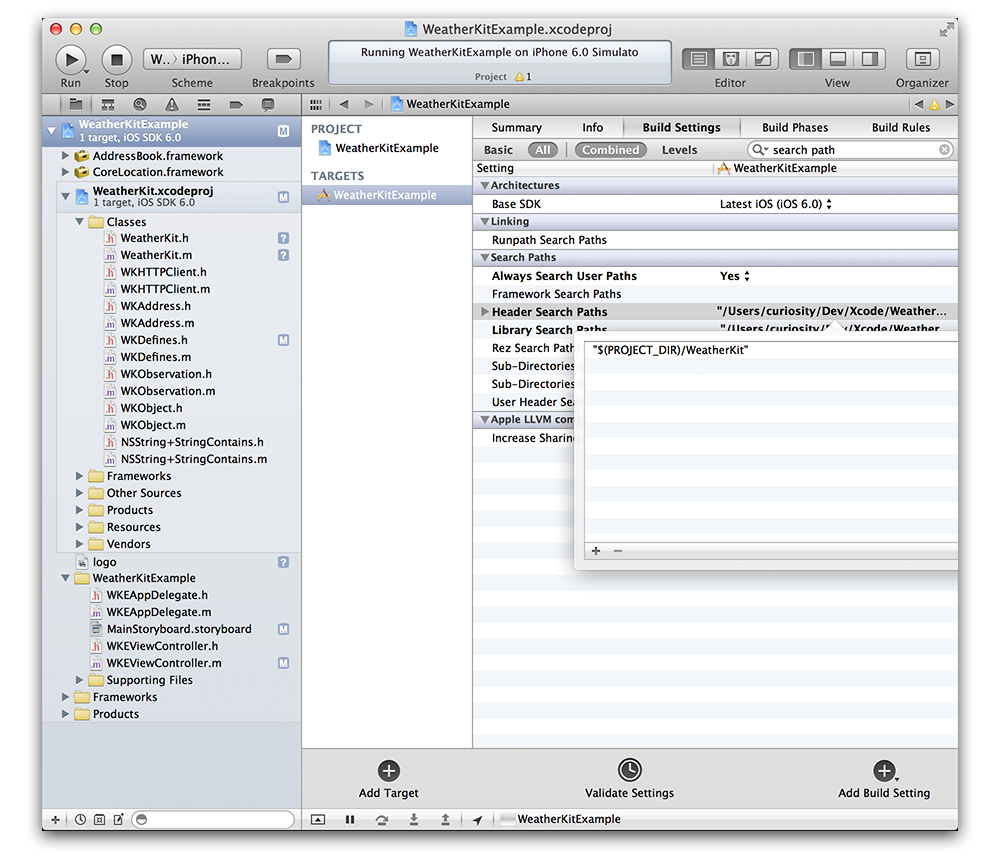 WeatherKitExample.xcodeproj
W.. › iPhon...
Running WeatherKitExample on iPhone 6.0 Simulato
Project 1
Run Stop Scheme Breakpoints Editor View Organizer
WeatherKitExample
WeatherKitExample M
1 target, iOS SDK 6.0
AddressBook.framework
CoreLocation.framework
WeatherKit.xcodeproj M
1 target, iOS SDK 6.0
Classes
WeatherKit.h ?
WeatherKit.m ?
WKHTTPClient.h
WKHTTPClient.m
WKAddress.h
WKAddress.m
WKDefines.h M
WKDefines.m
WKObservation.h
WKObservation.m
WKObject.h
WKObject.m
NSString+StringContains.h
NSString+StringContains.m
Frameworks
Other Sources
Products
Resources
Vendors
logo ?
WeatherKitExample
WKEAppDelegate.h
WKEAppDelegate.m
MainStoryboard.storyboard M
WKEViewController.h
WKEViewController.m M
Supporting Files
Frameworks
Products
PROJECT
WeatherKitExample
TARGETS
WeatherKitExample
Summary Info Build Settings Build Phases Build Rules
Basic All Combined Levels search path
Setting WeatherKitExample
Architectures
Base SDK Latest iOS (iOS 6.0)
Linking
Runpath Search Paths
Search Paths
Always Search User Paths Yes
Framework Search Paths
Header Search Paths "/Users/curiosity/Dev/Xcode/Weather...
Library Search Paths "/Users/curiosity/Dev/Xcode/Weather
Rez Search Path
"$(PROJECT_DIR)/WeatherKit"
Sub-Directories
Sub-Directories
User Header Sea
Apple LLVM com
Increase Sharing
Add Target Validate Settings Add Build Setting
WeatherKitExample